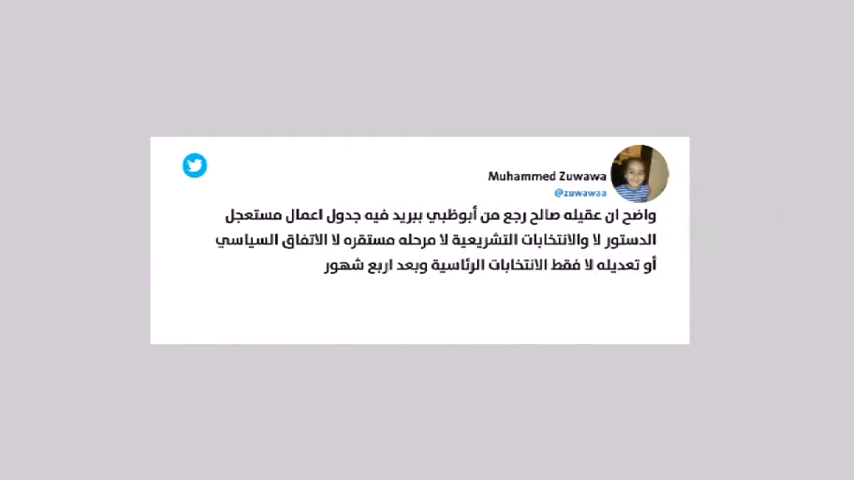 Muhammed Zuwawa
@zuwawaa
واضح ان عقيله صالح رجع من أبوظبي ببريد فيه جدول اعمال مستعجل
الدستور لا والانتخابات التشريعية لا مرحله مستقره لا الاتفاق السياسي
أو تعديله لا فقط الانتخابات الرئاسية وبعد اربع شهور